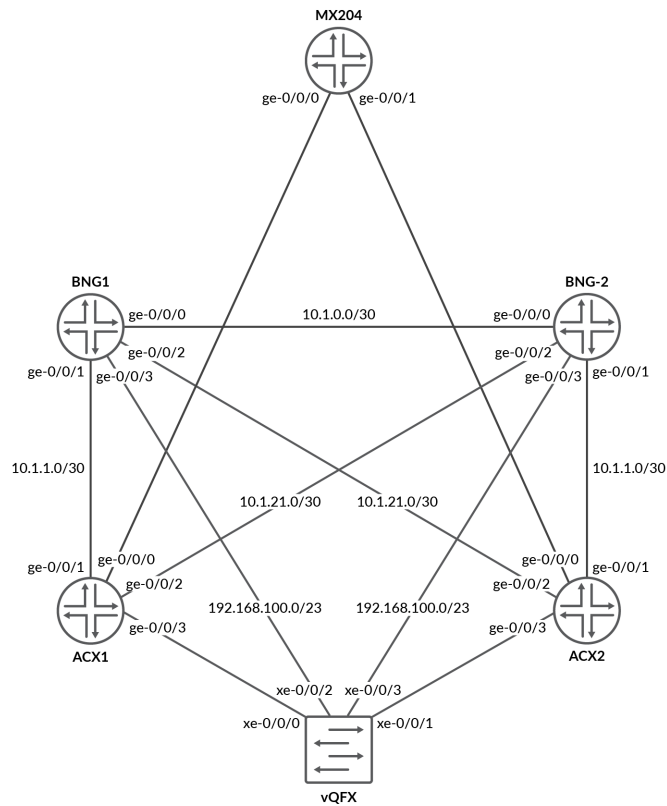 MX204
ge-0/0/0
ge-0/0/1
BNG1
BNG-2
ge-0/0/0
10.1.0.0/30
ge-0/0/0
ge-0/0/2
ge-0/0/2
ge-0/0/1
ge-0/0/3
ge-0/0/3
ge-0/0/1
10.1.1.0/30
10.1.1.0/30
10.1.21.0/30
10.1.21.0/30
ge-0/0/1
ge-0/0/0
ge-0/0/0
ge-0/0/1
ge-0/0/2
ge-0/0/2
192.168.100.0/23
192.168.100.0/23
ge-0/0/3
ge-0/0/3
ACX1
ACX2
xe-0/0/2
xe-0/0/3
xe-0/0/0
xe-0/0/1
vQFX